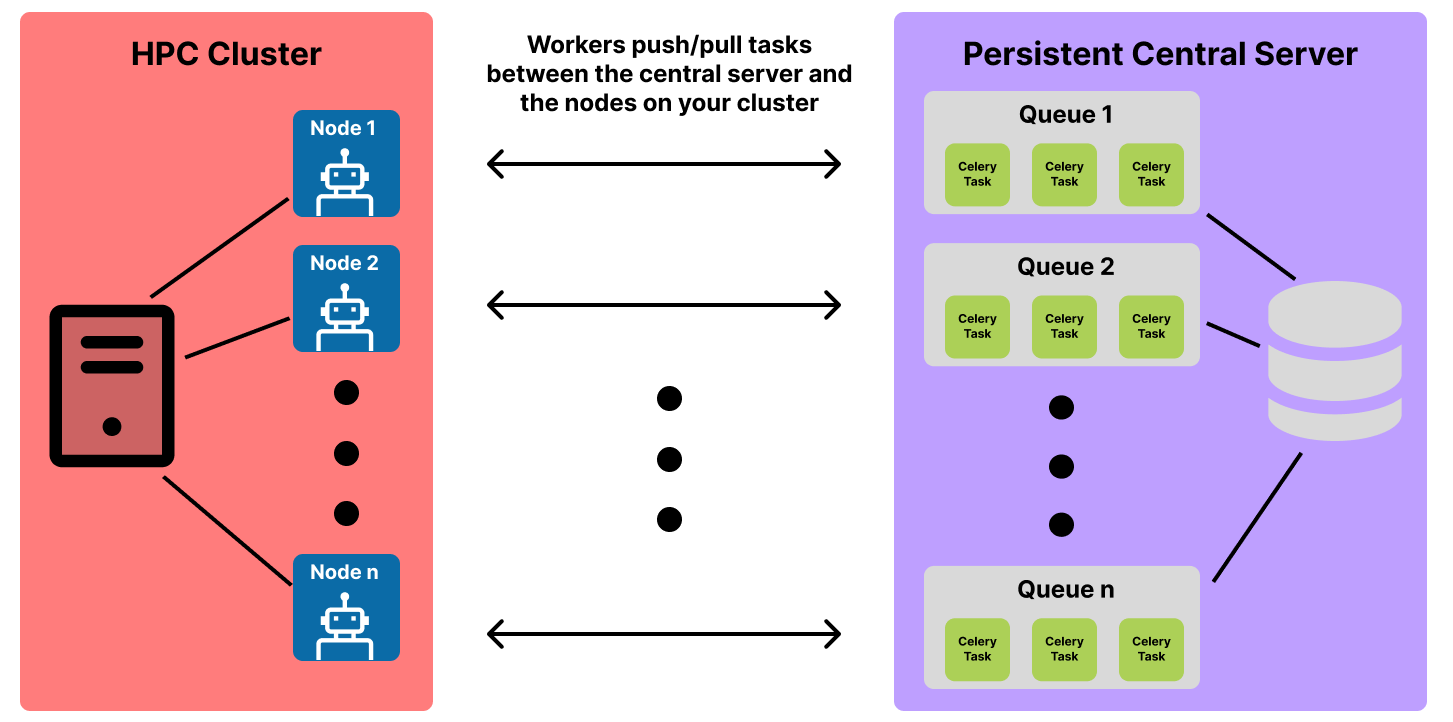 HPC Cluster
Node 1
Node 2
Node n
Workers push/pull tasks
between the central server and
the nodes on your cluster
Persistent Central Server
Queue 1
Celery
Task
Celery
Task
Celery
Task
Queue 2
Celery
Task
Celery
Task
Celery
Task
Queue n
Celery
Task
Celery
Task
Celery
Task